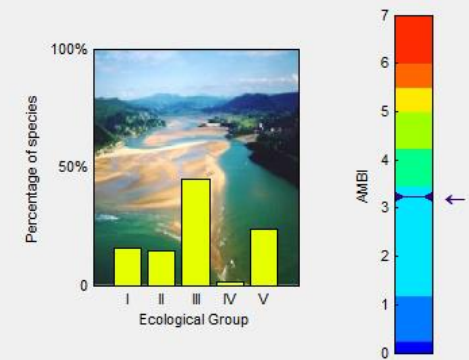 100%
50%
0
Percentage of species
I II III IV V
Ecological Group
7
6
5
4
3
2
1
0
AMBI